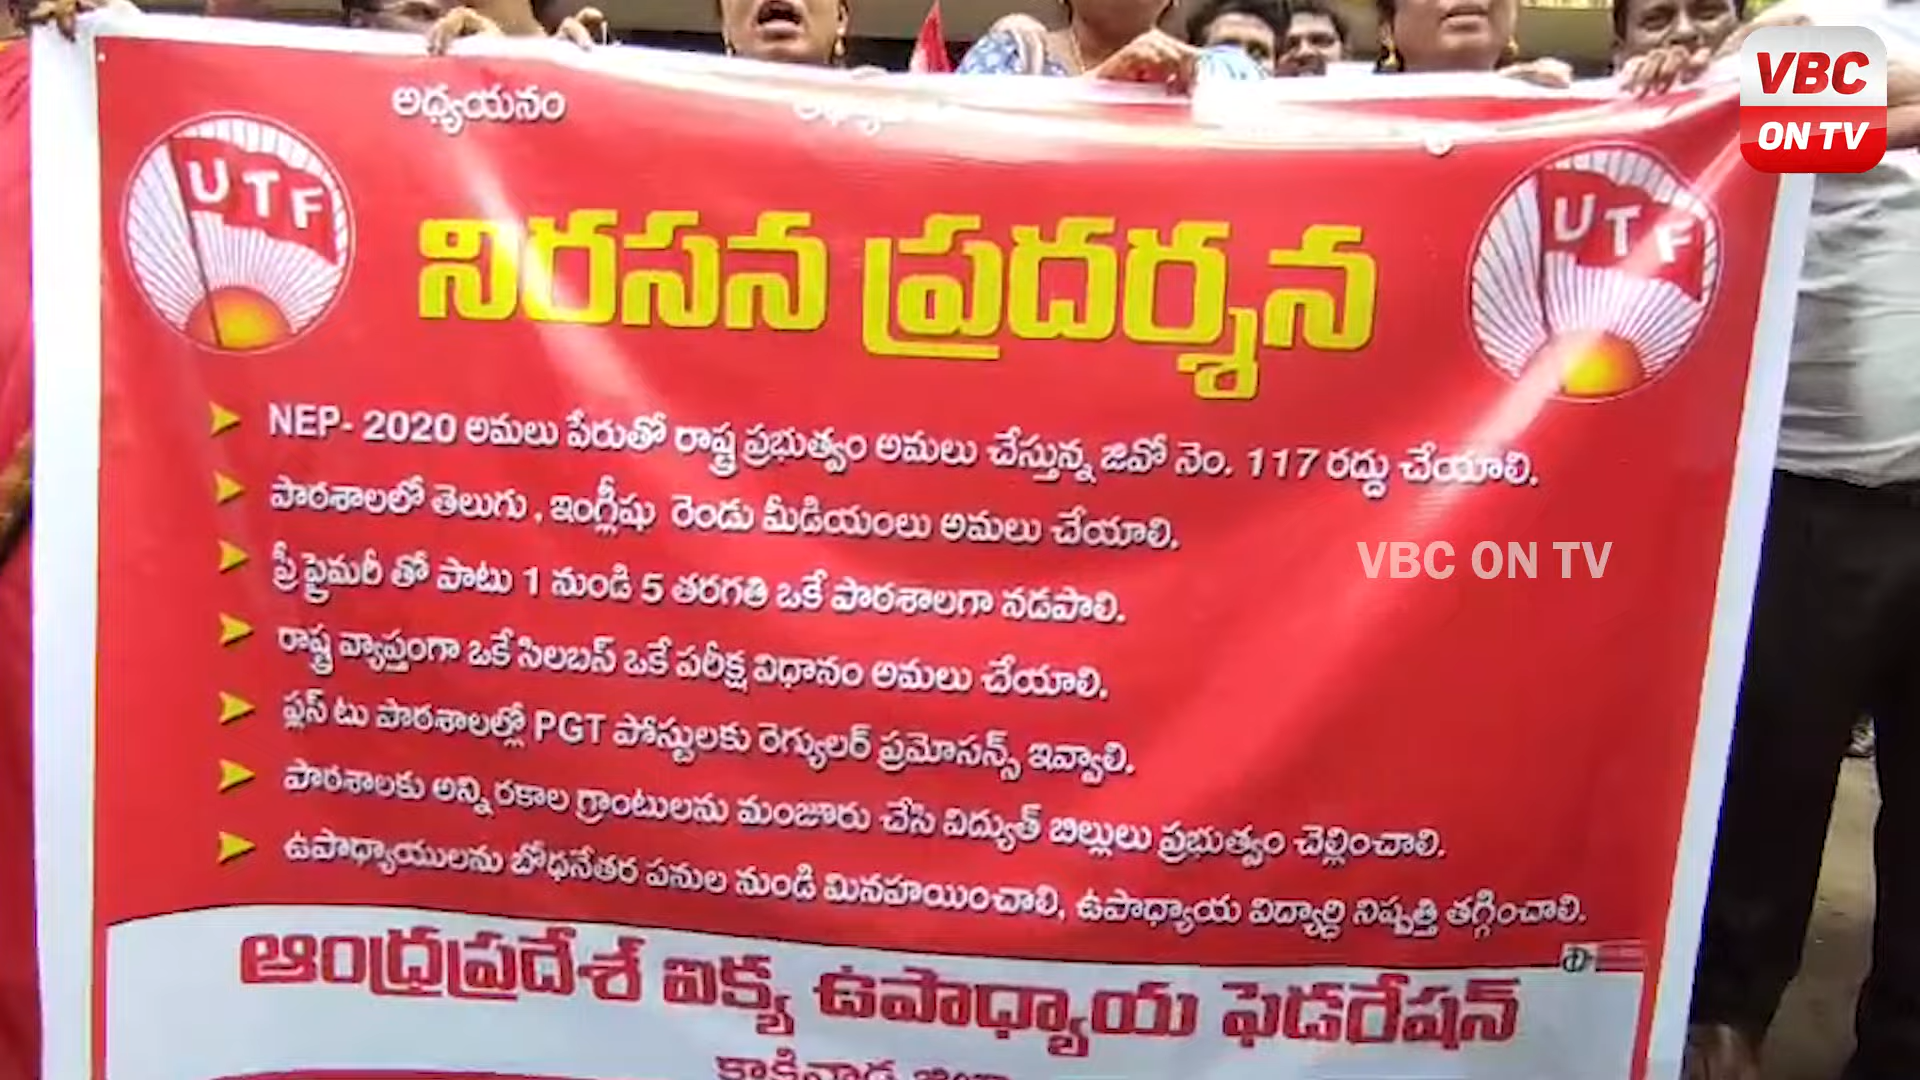 VBC
ON TV
అధ్యయనం
UTF
UTF
నిరసన ప్రదర్శన
NEP- 2020 అమలు పేరుతో రాష్ట్ర ప్రభుత్వం అమలు చేస్తున్న జివో నెం. 117 రద్దు చేయాలి.
పాఠశాలలో తెలుగు , ఇంగ్లీషు రెండు మీడియంలు అమలు చేయాలి.
VBC ON TV
ప్రీ ప్రైమరీ తో పాటు 1 నుండి 5 తరగతి ఒకే పాఠశాలగా నడపాలి.
రాష్ట్ర వ్యాప్తంగా ఒకే సిలబస్ ఒకే పరీక్ష విధానం అమలు చేయాలి.
ప్లస్ టు పాఠశాలల్లో PGT పోస్టులకు రెగ్యులర్ ప్రమోసన్స్ ఇవ్వాలి.
పాఠశాలకు అన్ని రకాల గ్రాంటులను మంజూరు చేసి విద్యుత్ బిల్లులు ప్రభుత్వం చెల్లించాలి.
ఉపాధ్యాయులను బోధనేతర పనుల నుండి మినహయించాలి, ఉపాధ్యాయ విద్యార్థి నిష్పత్తి తగ్గించాలి.
ఆంధ్రప్రదేశ్ ఐక్య ఉపాధ్యాయ ఫెడరేషన్
కాకినాడ జిల్లా